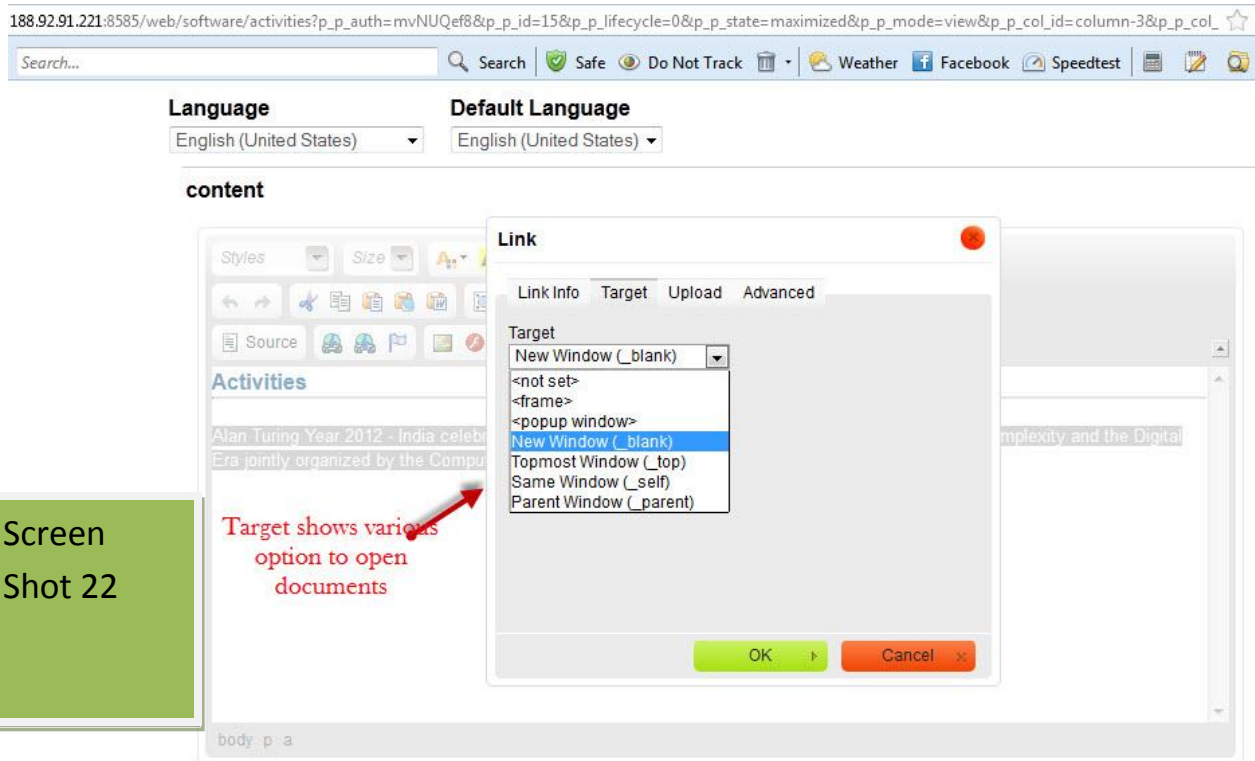 188.92.91.221:8585/web/software/activities?p_p_auth=mvNUQef8&p_p_id=15&p_p_lifecycle=0&p_p_state=maximized&p_p_mode=view&p_p_col_id=column-3&p_p_col_
Search... Search Safe Do Not Track Weather Facebook Speedtest
Language Default Language
English (United States) English (United States)
content
Link
Styles Size
Link Info Target Upload Advanced
Target
Source
New Window (_blank)
Activities
<not set>
<frame>
<popup window>
Alan Turing Year 2012 - India celebr
New Window (_blank)
mplexity and the Digital
Era jointly organized by the Compu
Topmost Window (_top)
Same Window (_self)
Parent Window (_parent)
Target shows various
option to open
documents
Screen
Shot 22
OK Cancel
body p a